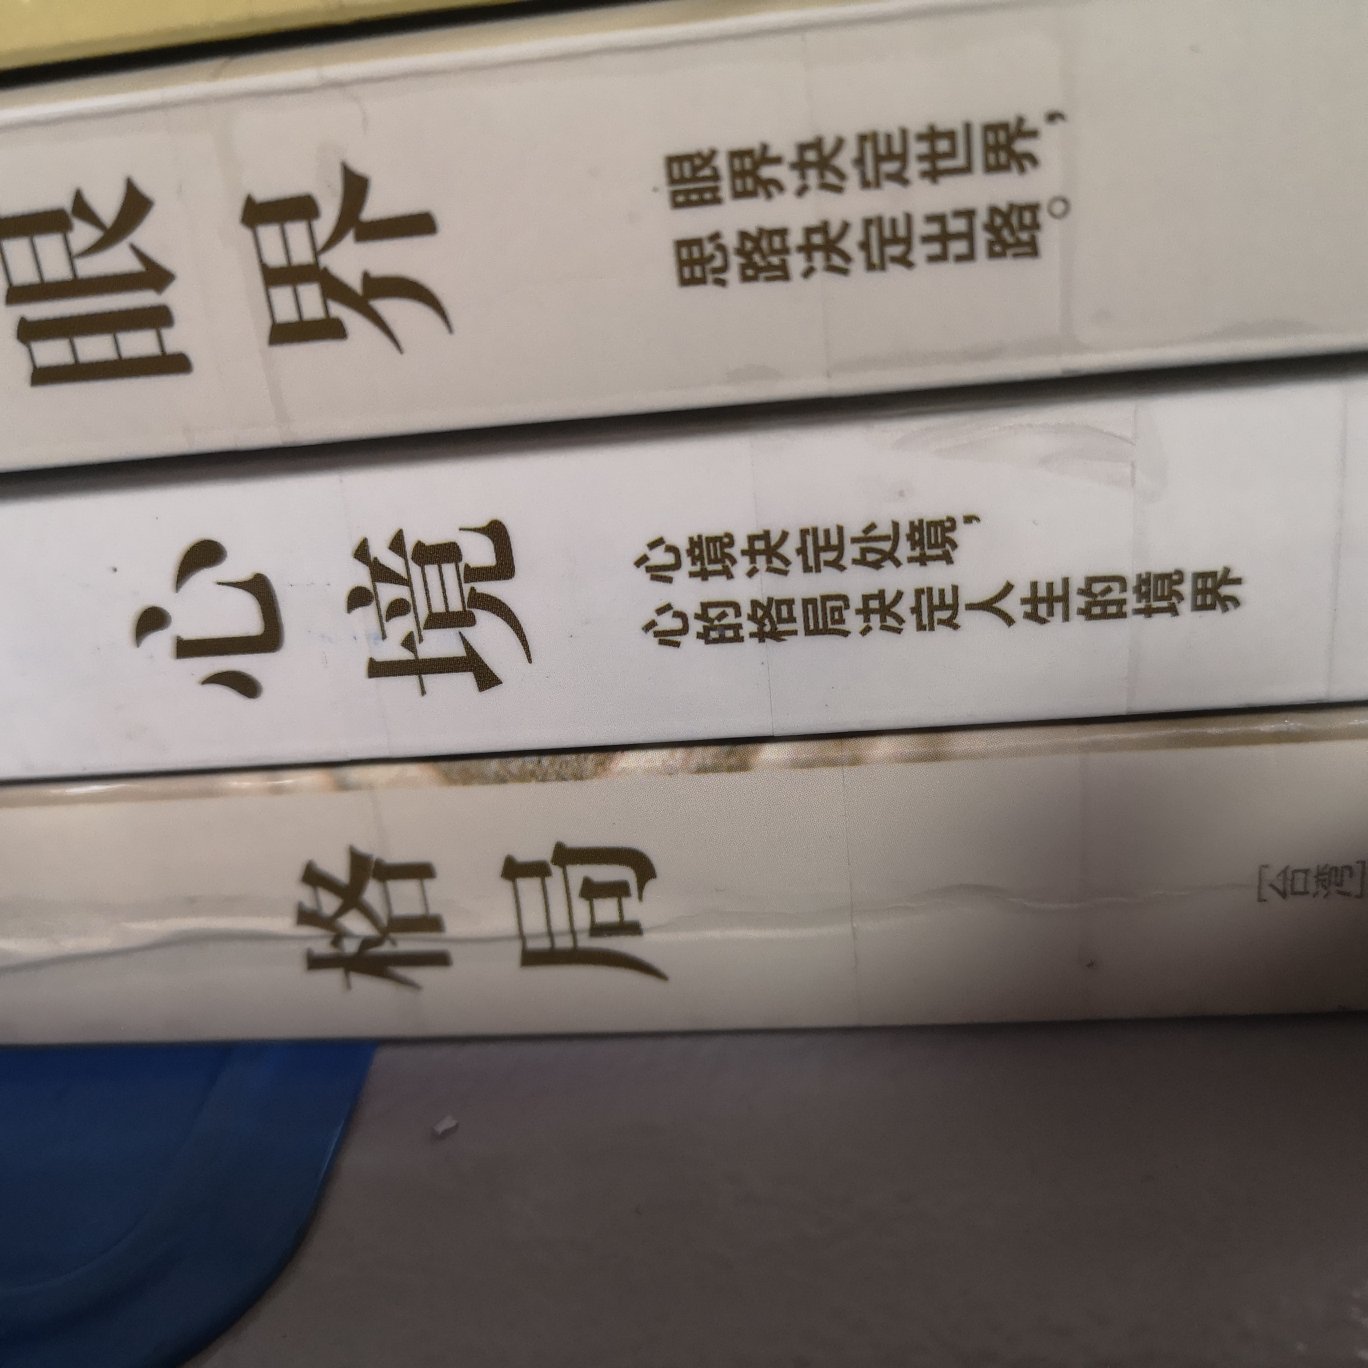 眼界
眼界决定世界，
思路决定出路。
心境
心境决定处境，
心的格局决定人生的境界
格局
[台湾]